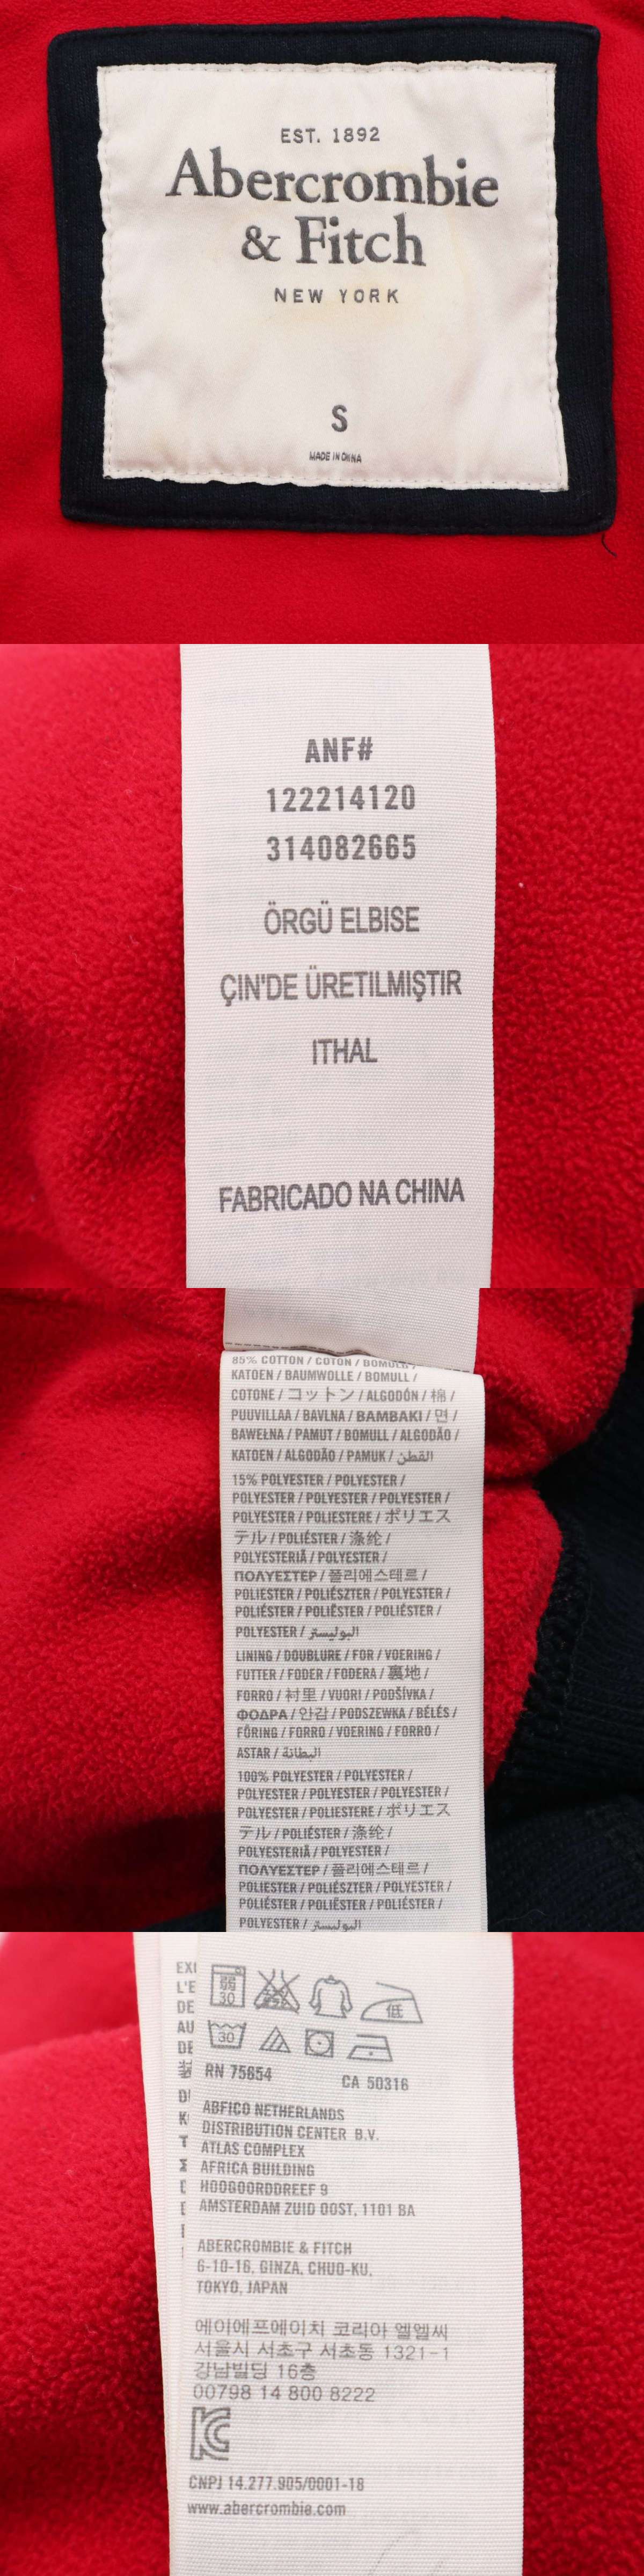 EST. 1892
Abercrombie
& Fitch
NEW YORK
S
MADE IN CHINA
ANF#
122214120
314082665
ÖRGÜ ELBISE
ÇIN'DE ÜRETILMIŞTIR
ITHAL
FABRICADO NA CHINA
85% COTTON / COTON / BOMULD /
KATOEN / BAUMWOLLE / BOMULL /
COTONE / コットン / ALGODÓN / 棉 /
PUUVILLAA / BAVLNA / BAMBAKI / 면 /
BAWEŁNA / PAMUT / BOMULL / ALGODÃO /
KATOEN / ALGODÃO / PAMUK / القطن
15% POLYESTER / POLYESTER /
POLYESTER / POLYESTER / POLYESTER /
POLYESTER / POLIESTERE / ポリエス
テル / POLIÉSTER / 涤纶 /
POLYESTERIÄ / POLYESTER /
ΠΟΛΥΕΣΤΕΡ / 폴리에스테르 /
POLIESTER / POLIÉSZTER / POLYESTER /
POLIÉSTER / POLIËSTER / POLIÉSTER /
POLYESTER / البوليستر
LINING / DOUBLURE / FOR / VOERING /
FUTTER / FODER / FODERA / 裏地 /
FORRO / 衬里 / VUORI / PODŠÍVKA /
ΦΟΔΡΑ / 안감 / PODSZEWKA / BÉLÉS /
FÔRING / FORRO / VOERING / FORRO /
ASTAR / البطانة
100% POLYESTER / POLYESTER /
POLYESTER / POLYESTER / POLYESTER /
POLYESTER / POLIESTERE / ポリエス
テル / POLIÉSTER / 涤纶 /
POLYESTERIÄ / POLYESTER /
ΠΟΛΥΕΣΤΕΡ / 폴리에스테르 /
POLIESTER / POLIÉSZTER / POLYESTER /
POLIÉSTER / POLIËSTER / POLIÉSTER /
POLYESTER / البوليستر
弱 30 低
30
RN 75654 CA 50316
ABFICO NETHERLANDS
DISTRIBUTION CENTER B.V.
ATLAS COMPLEX
AFRICA BUILDING
HOOGOORDDREEF 9
AMSTERDAM ZUID OOST, 1101 BA
ABERCROMBIE & FITCH
6-10-16, GINZA, CHUO-KU,
TOKYO, JAPAN
에이에프에이치 코리아 엘엘씨
서울시 서초구 서초동 1321-1
강남빌딩 16층
00798 14 800 8222
CNPJ 14.277.905/0001-18
www.abercrombie.com